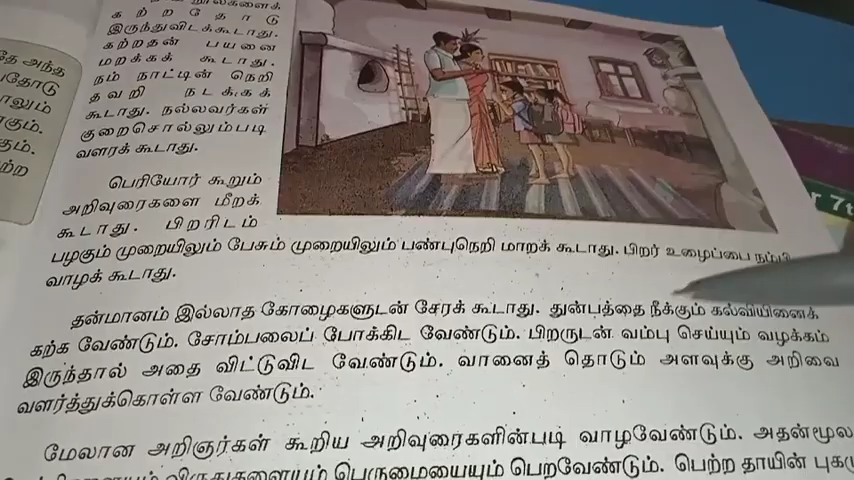 கற்றதோடு
இருந்துவிடக்கூடாது.
கற்றதன் பயனை
மறக்கக் கூடாது.
நம் நாட்டின் நெறி
தவறி நடக்கக்
கூடாது. நல்லவர்கள்
குறைசொல்லும்படி
வளரக் கூடாது.
பெரியோர் கூறும்
அறிவுரைகளை மீறக்
கூடாது. பிறரிடம்
பழகும் முறையிலும் பேசும் முறையிலும் பண்புநெறி மாறக் கூடாது. பிறர் உழைப்பை நம்பி
வாழக் கூடாது.
தன்மானம் இல்லாத கோழைகளுடன் சேரக் கூடாது. துன்பத்தை நீக்கும் கல்வியினைக்
கற்க வேண்டும். சோம்பலைப் போக்கிட வேண்டும். பிறருடன் வம்பு செய்யும் வழக்கம்
இருந்தால் அதை விட்டுவிட வேண்டும். வானைத் தொடும் அளவுக்கு அறிவை
வளர்த்துக்கொள்ள வேண்டும்.
மேலான அறிஞர்கள் கூறிய அறிவுரைகளின்படி வாழவேண்டும். அதன்மூல
விருதுகளையும் பெருமையையும் பெறவேண்டும். பெற்ற தாயின் புகழு